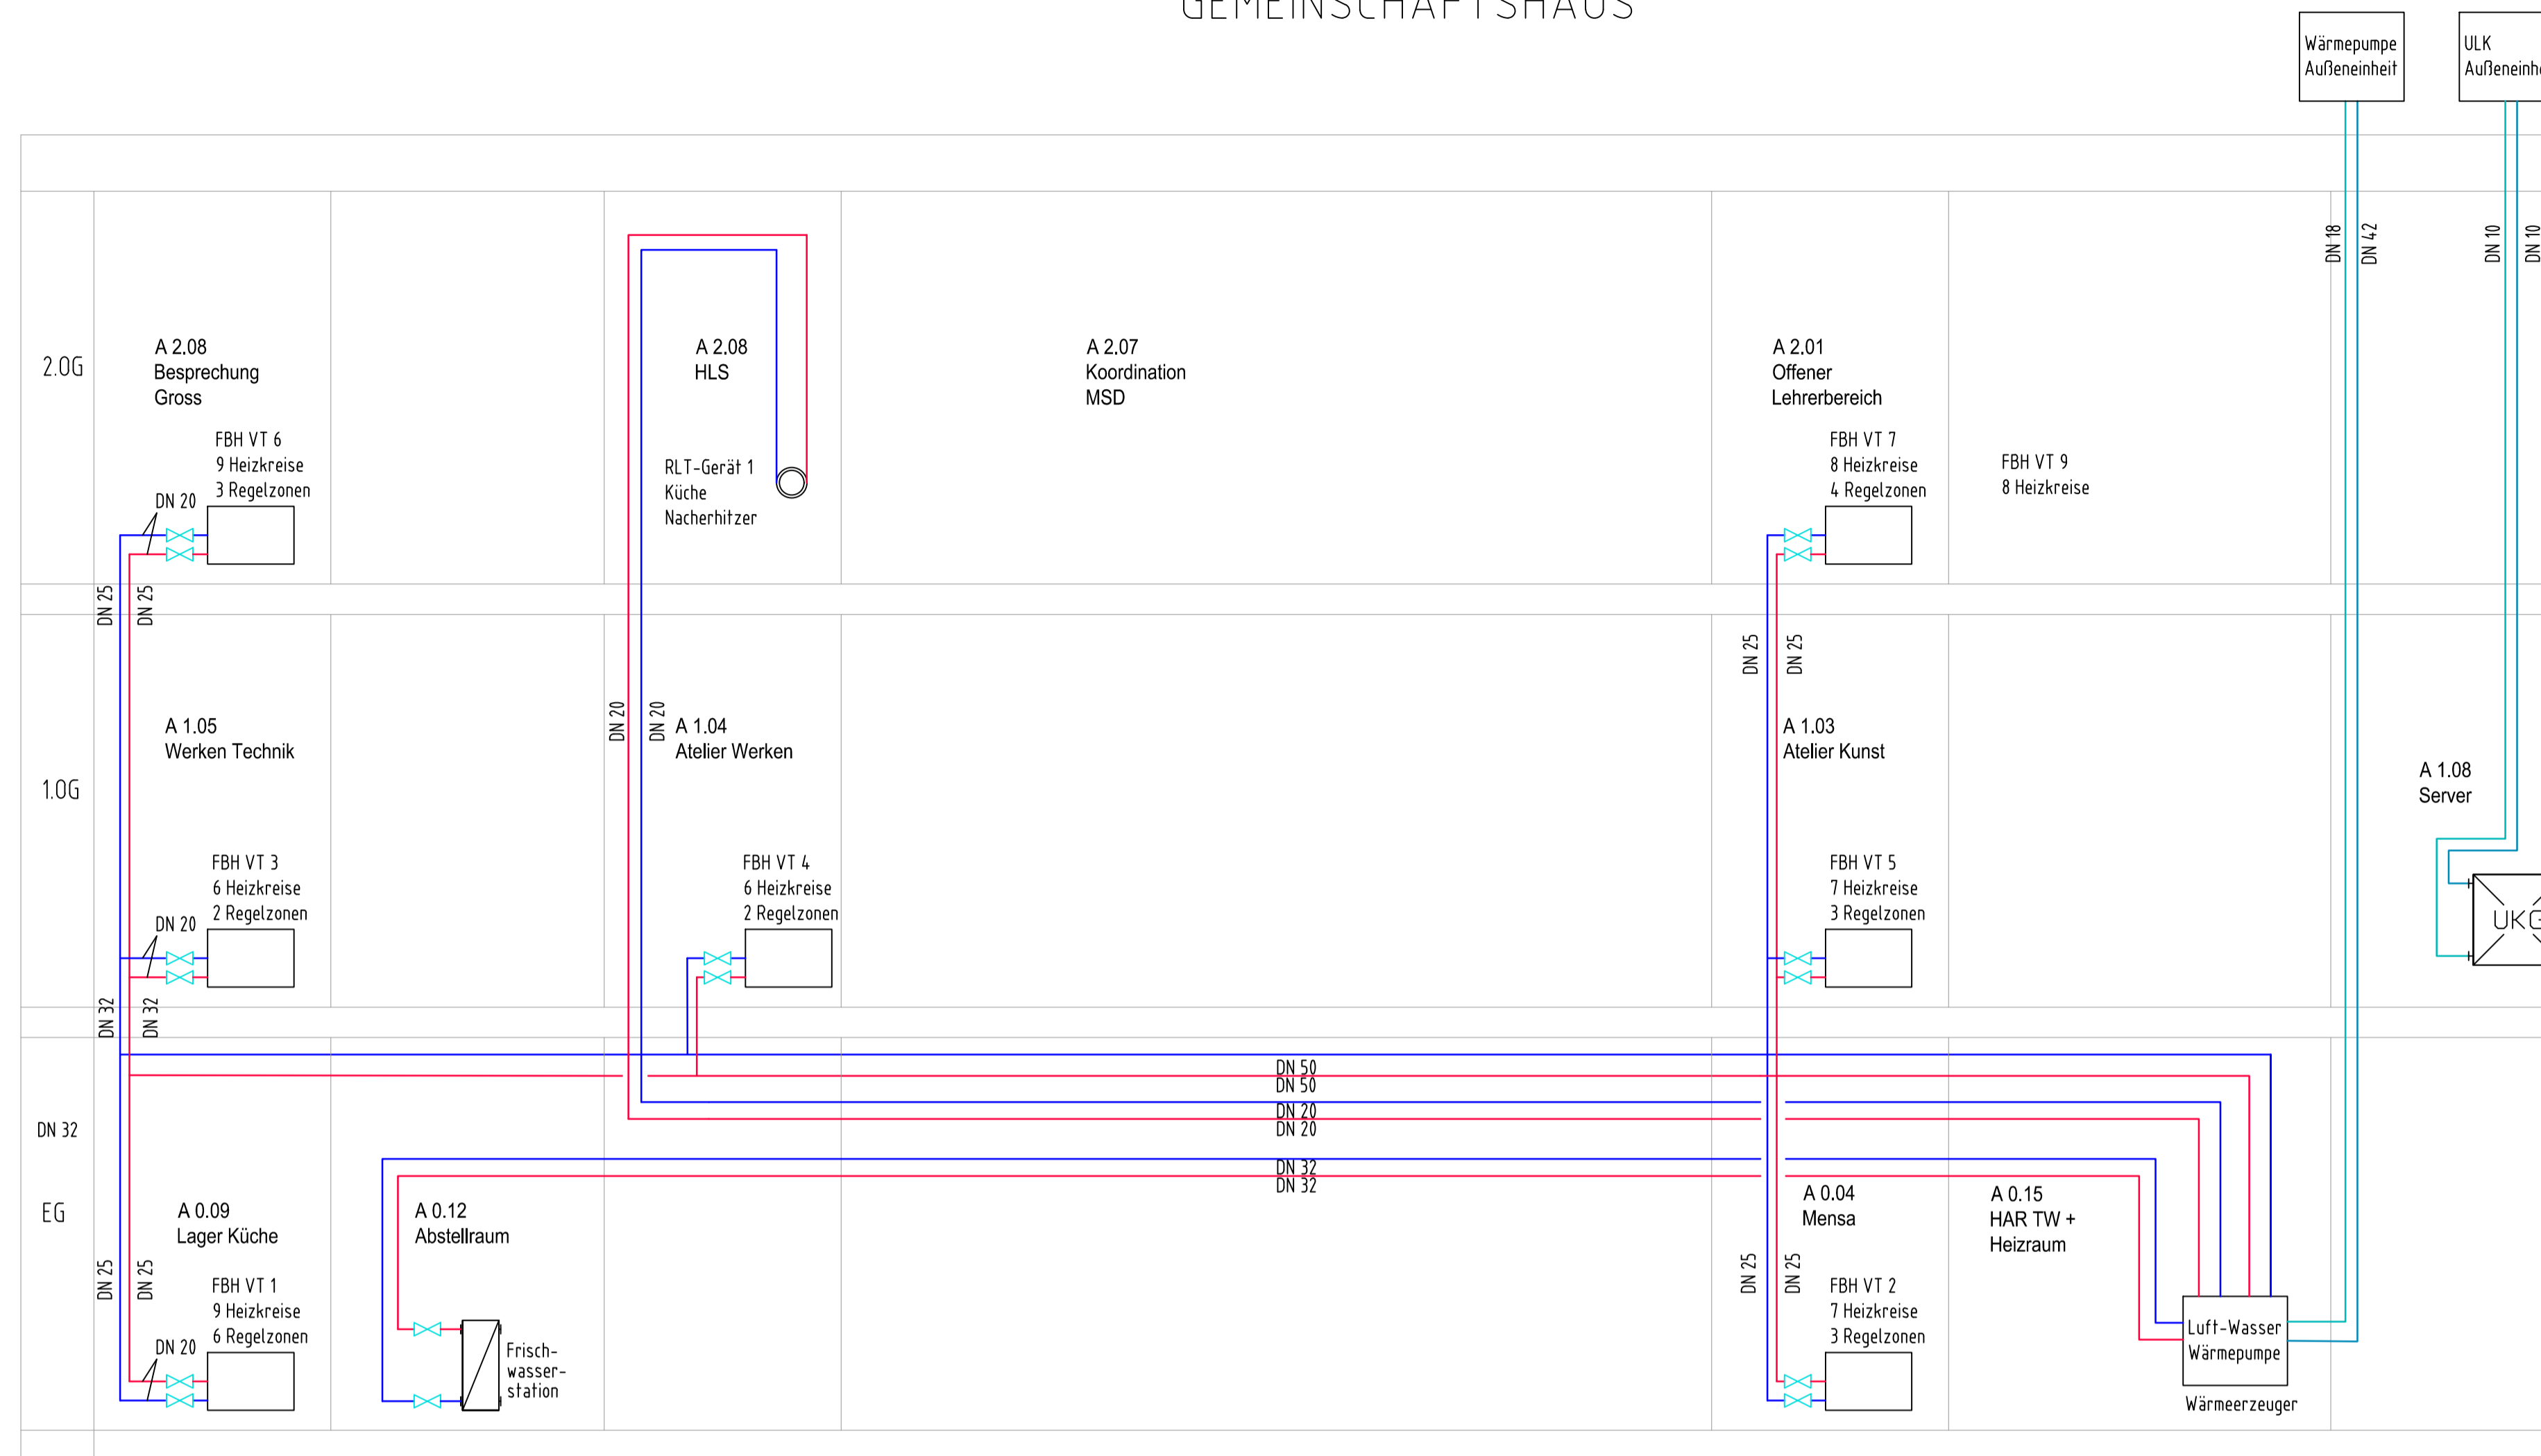 GEMEINSCHAFTSHAUS
Wärmepumpe
Außeneinheit
ULK
DN 18
DN 42
DN 10
DN 10
2.OG
A 2.08
Besprechung
Gross
FBH VT 6
9 Heizkreise
3 Regelzonen
DN 20
A 2.08
HLS
RLT-Gerät 1
Küche
Nacherhitzer
A 2.07
Koordination
MSD
A 2.01
Offener
Lehrerbereich
FBH VT 7
8 Heizkreise
4 Regelzonen
FBH VT 9
8 Heizkreise
DN 25
DN 25
DN 25
DN 25
1.OG
A 1.05
Werken Technik
FBH VT 3
6 Heizkreise
2 Regelzonen
DN 20
DN 20
DN 20
A 1.04
Atelier Werken
FBH VT 4
6 Heizkreise
2 Regelzonen
A 1.03
Atelier Kunst
FBH VT 5
7 Heizkreise
3 Regelzonen
A 1.08
Server
DN 32
DN 32
DN 50
DN 50
DN 20
DN 20
DN 32
DN 32
DN 32
EG
A 0.09
Lager Küche
FBH VT 1
9 Heizkreise
6 Regelzonen
DN 25
DN 25
DN 20
A 0.12
Abstellraum
Frisch-
wasser-
station
A 0.04
Mensa
DN 25
DN 25
FBH VT 2
7 Heizkreise
3 Regelzonen
A 0.15
HAR TW +
Heizraum
Luft-Wasser
Wärmepumpe
Wärmeerzeuger